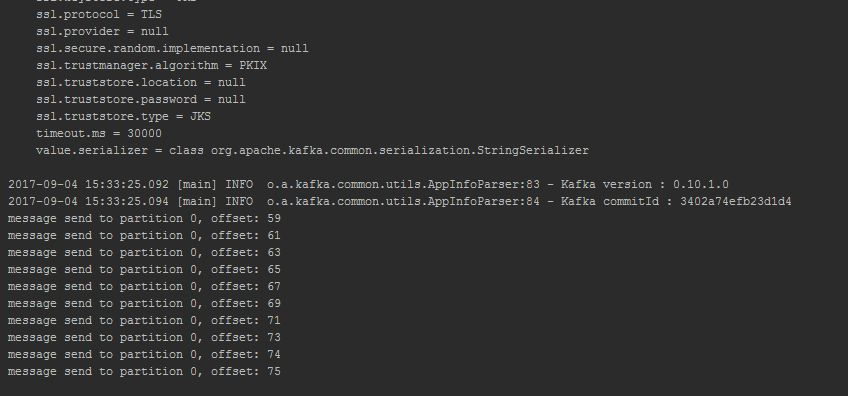 ssl.protocol = TLS
ssl.provider = null
ssl.secure.random.implementation = null
ssl.trustmanager.algorithm = PKIX
ssl.truststore.location = null
ssl.truststore.password = null
ssl.truststore.type = JKS
timeout.ms = 30000
value.serializer = class org.apache.kafka.common.serialization.StringSerializer
2017-09-04 15:33:25.092 [main] INFO  o.a.kafka.common.utils.AppInfoParser:83 - Kafka version : 0.10.1.0
2017-09-04 15:33:25.094 [main] INFO  o.a.kafka.common.utils.AppInfoParser:84 - Kafka commitId : 3402a74efb23d1d4
message send to partition 0, offset: 59
message send to partition 0, offset: 61
message send to partition 0, offset: 63
message send to partition 0, offset: 65
message send to partition 0, offset: 67
message send to partition 0, offset: 69
message send to partition 0, offset: 71
message send to partition 0, offset: 73
message send to partition 0, offset: 74
message send to partition 0, offset: 75